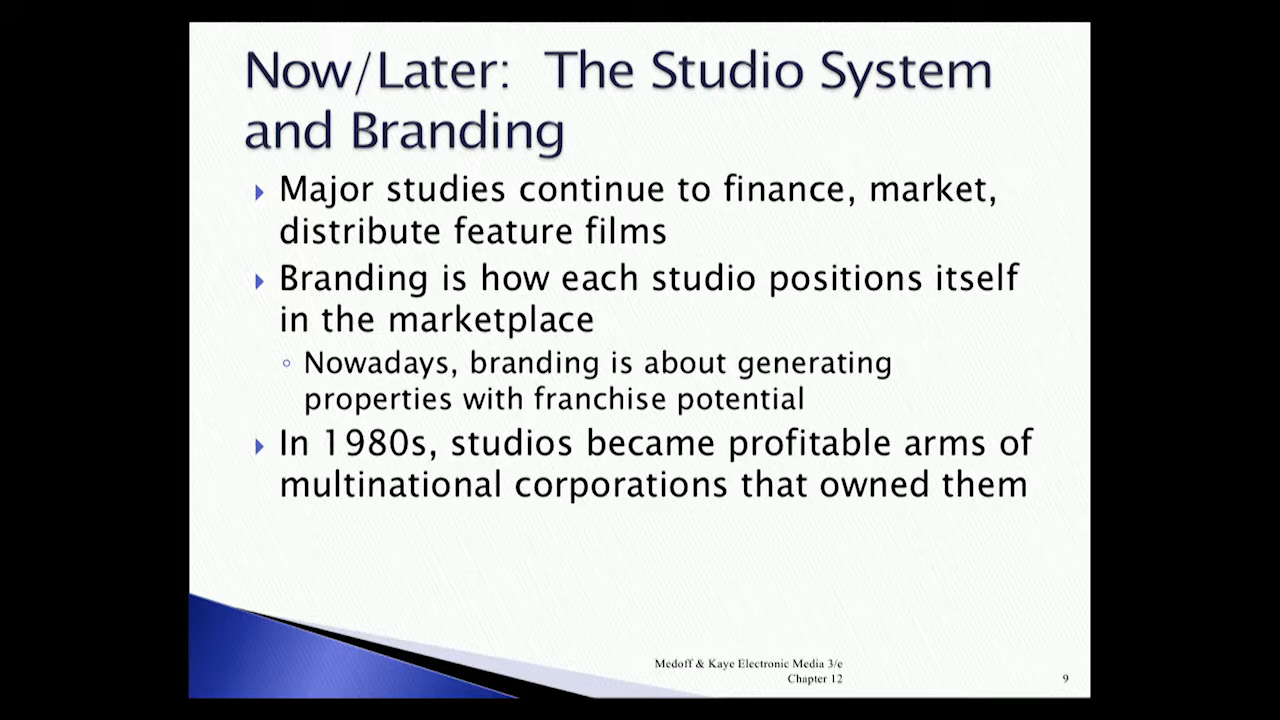 Now/Later: The Studio System
and Branding
Major studies continue to finance, market,
distribute feature films
Branding is how each studio positions itself
in the marketplace
Nowadays, branding is about generating
properties with franchise potential
In 1980s, studios became profitable arms of
multinational corporations that owned them
Medoff & Kaye Electronic Media 3/e
Chapter 12
9